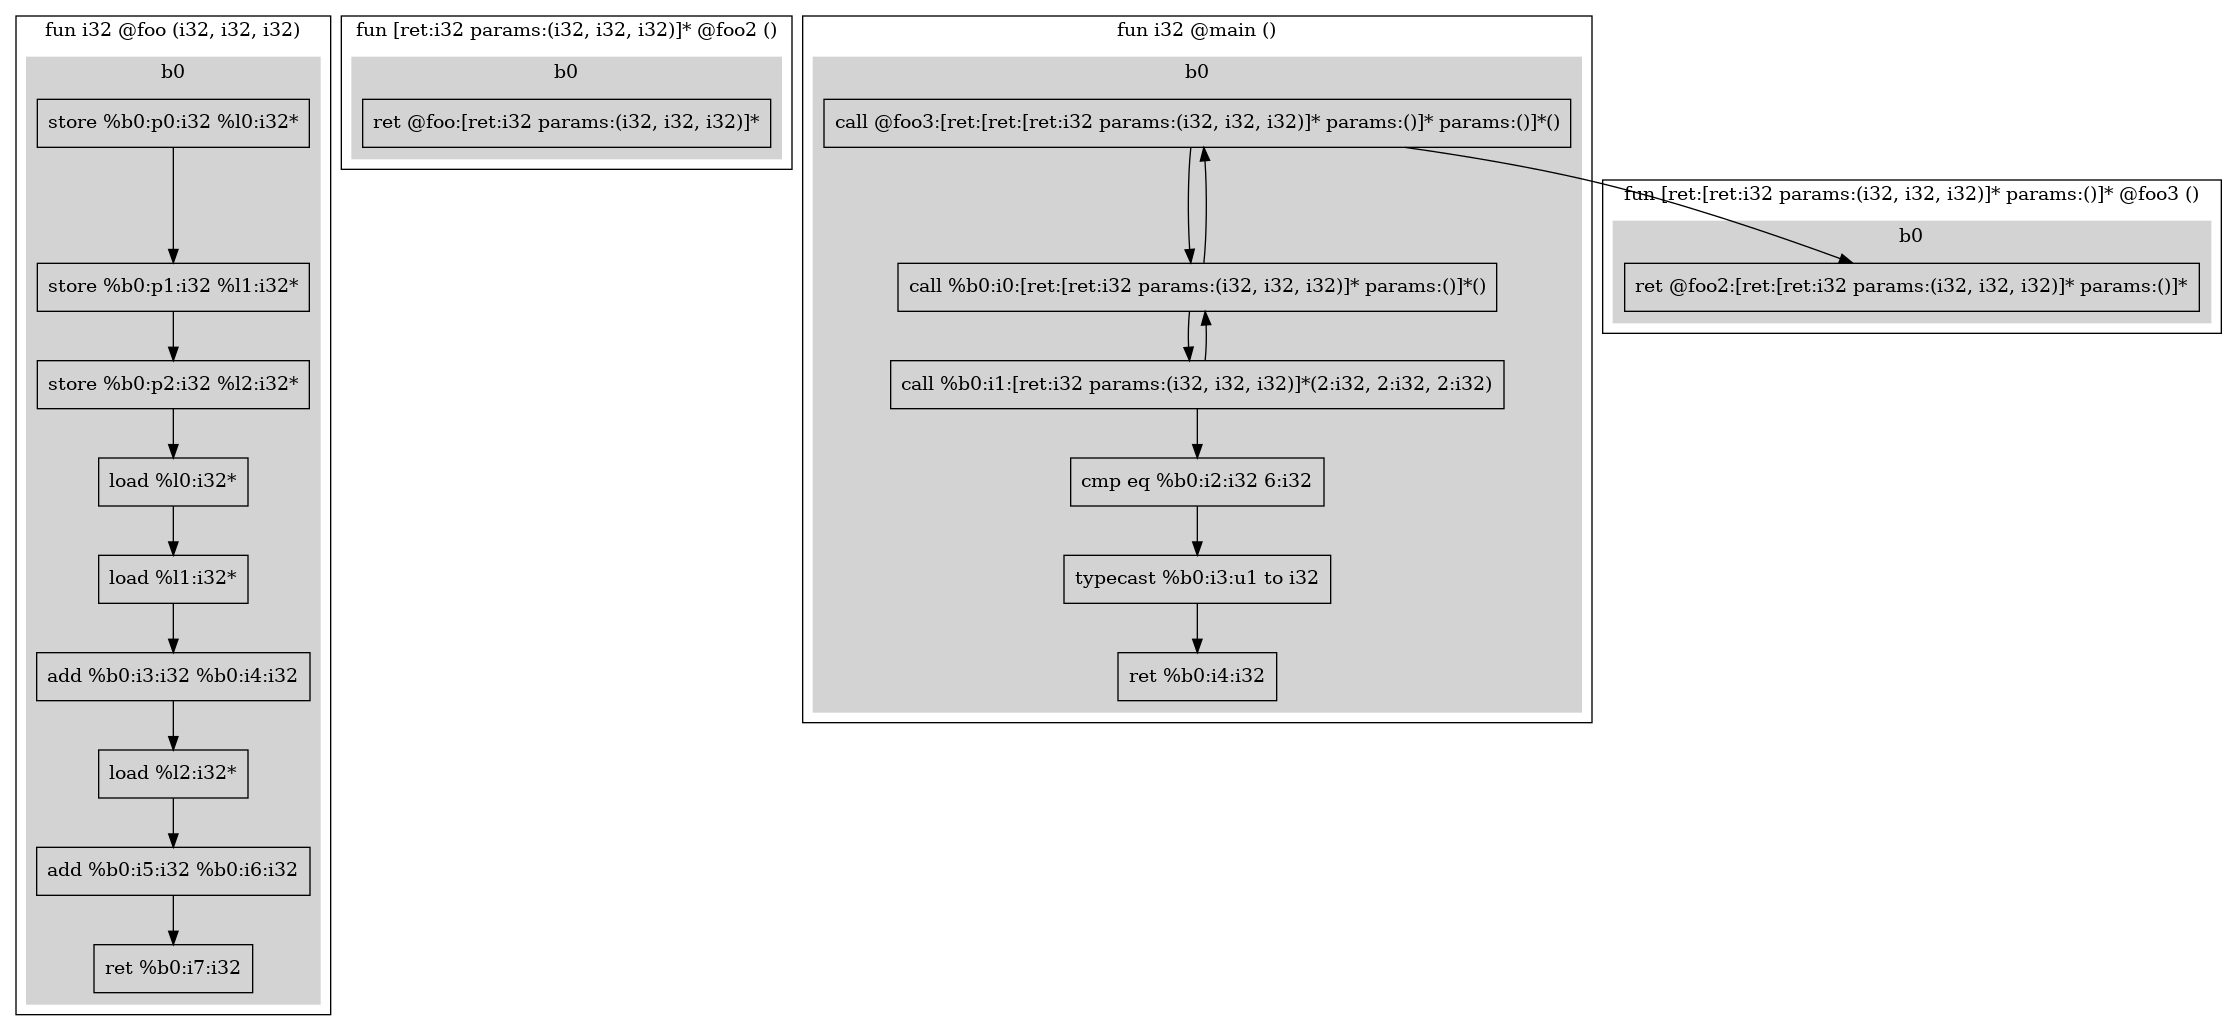 fun i32 @foo (i32, i32, i32)
b0
store %b0:p0:i32 %l0:i32*
store %b0:p1:i32 %l1:i32*
store %b0:p2:i32 %l2:i32*
load %l0:i32*
load %l1:i32*
add %b0:i3:i32 %b0:i4:i32
load %l2:i32*
add %b0:i5:i32 %b0:i6:i32
ret %b0:i7:i32
fun [ret:i32 params:(i32, i32, i32)]* @foo2 ()
b0
ret @foo:[ret:i32 params:(i32, i32, i32)]*
fun i32 @main ()
b0
call @foo3:[ret:[ret:[ret:i32 params:(i32, i32, i32)]* params:()]* params:()]*()
call %b0:i0:[ret:[ret:i32 params:(i32, i32, i32)]* params:()]*()
call %b0:i1:[ret:i32 params:(i32, i32, i32)]*(2:i32, 2:i32, 2:i32)
cmp eq %b0:i2:i32 6:i32
typecast %b0:i3:u1 to i32
ret %b0:i4:i32
fun [ret:[ret:i32 params:(i32, i32, i32)]* params:()]* @foo3 ()
b0
ret @foo2:[ret:[ret:i32 params:(i32, i32, i32)]* params:()]*